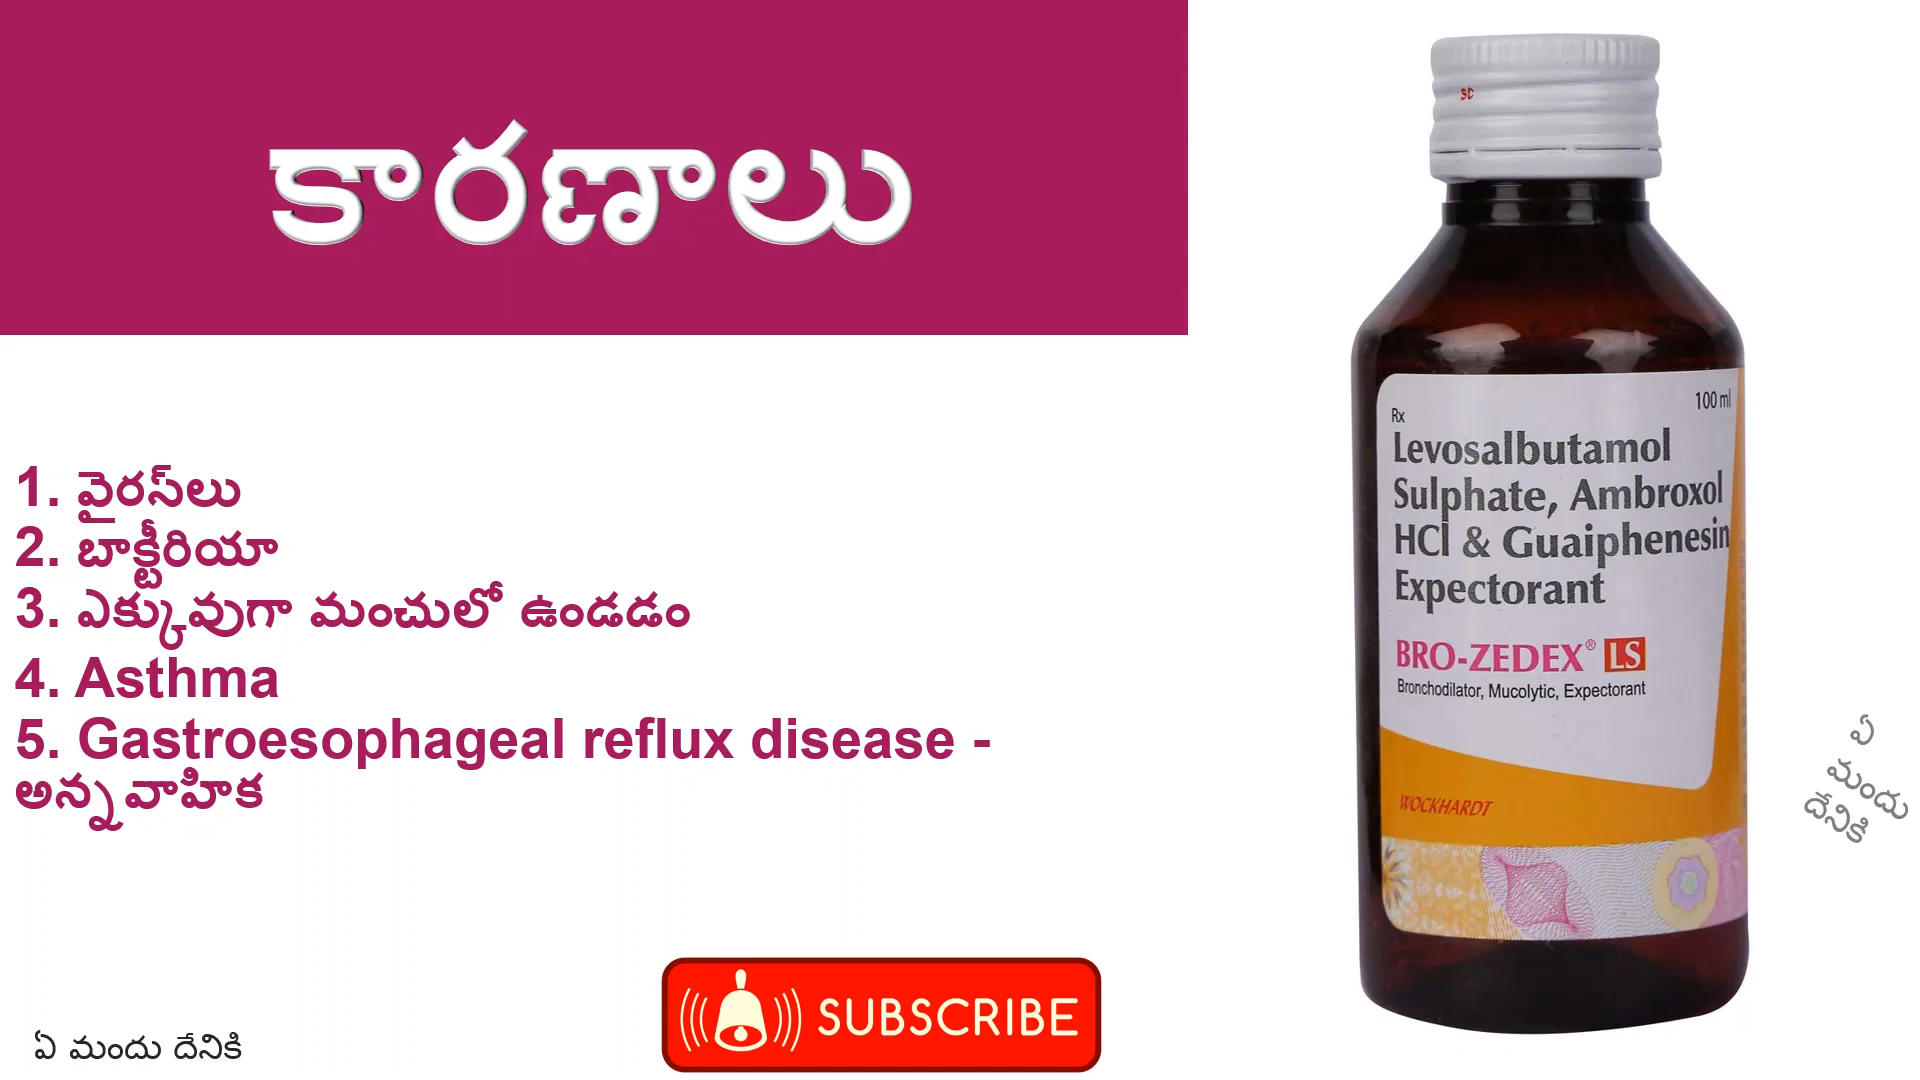 కారణాలు
1. వైరస్‌లు
2. బాక్టీరియా
3. ఎక్కువుగా మంచులో ఉండడం
4. Asthma
5. Gastroesophageal reflux disease -
అన్నవాహిక
SUBSCRIBE
ఏ మందు దేనికి
SC
Rx
100 ml
Levosalbutamol
Sulphate, Ambroxol
HCl & Guaiphenesin
Expectorant
BRO-ZEDEX® LS
Bronchodilator, Mucolytic, Expectorant
WOCKHARDT
ఏ
మందు
దేనికి